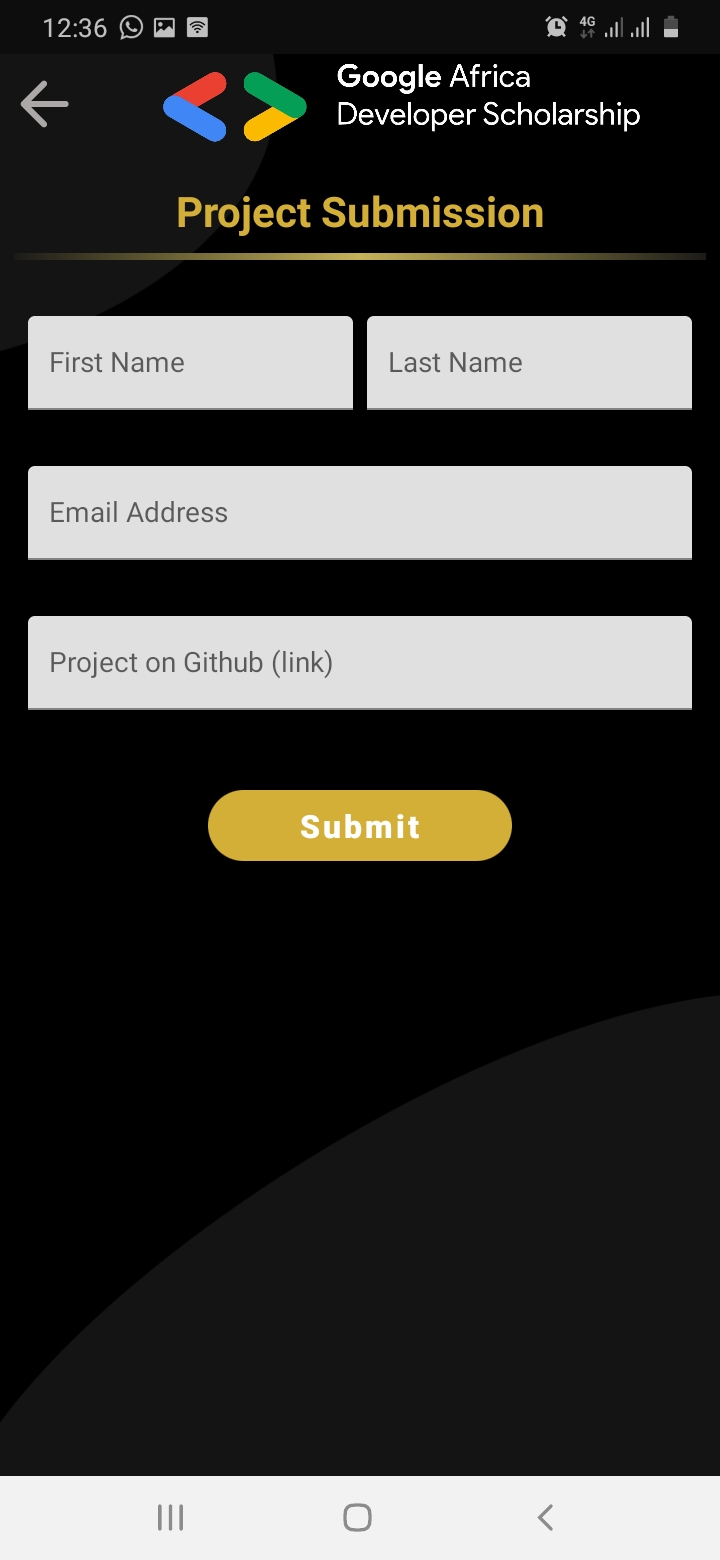 12:36
4G
Google Africa
Developer Scholarship
Project Submission
First Name
Last Name
Email Address
Project on Github (link)
Submit